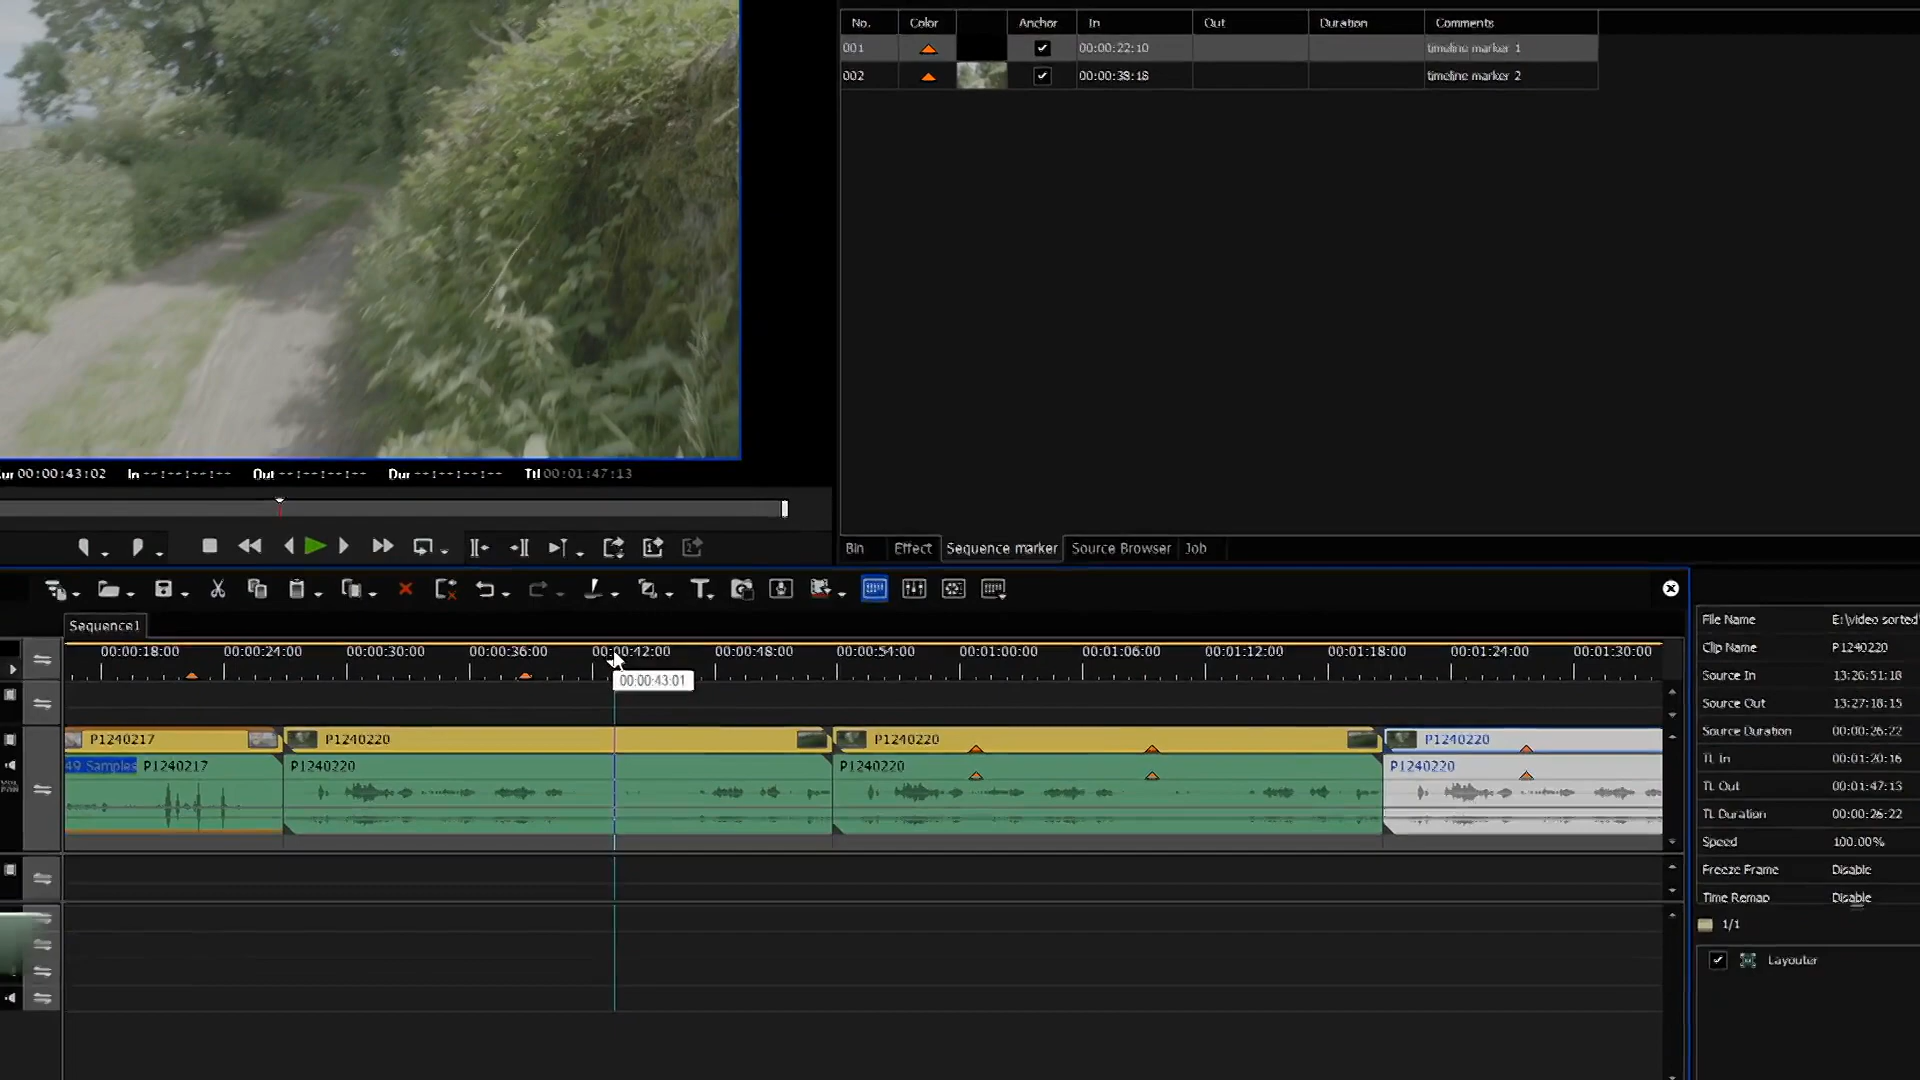 No. Color Anchor In Out Duration Comments
001 00:00:22:10 timeline marker 1
002 00:00:38:18 timeline marker 2
ur 00:00:43:02 In --:--:--:-- Out --:--:--:-- Dur --:--:--:-- Ttl 00:01:47:13
Bin Effect Sequence marker Source Browser Job
Sequence1
00:00:18:00 00:00:24:00 00:00:30:00 00:00:36:00 00:00:42:00 00:00:48:00 00:00:54:00 00:01:00:00 00:01:06:00 00:01:12:00 00:01:18:00 00:01:24:00 00:01:30:00
00:00:43:01
P1240217 P1240220 P1240220 P1240220
49 Samples P1240217 P1240220 P1240220 P1240220
File Name E:\video sorted
Clip Name P1240220
Source In 13:26:51:18
Source Out 13:27:18:15
Source Duration 00:00:26:22
TL In 00:01:20:16
TL Out 00:01:47:13
TL Duration 00:00:26:22
Speed 100.00%
Freeze Frame Disable
Time Remap Disable
1/1
Layouter